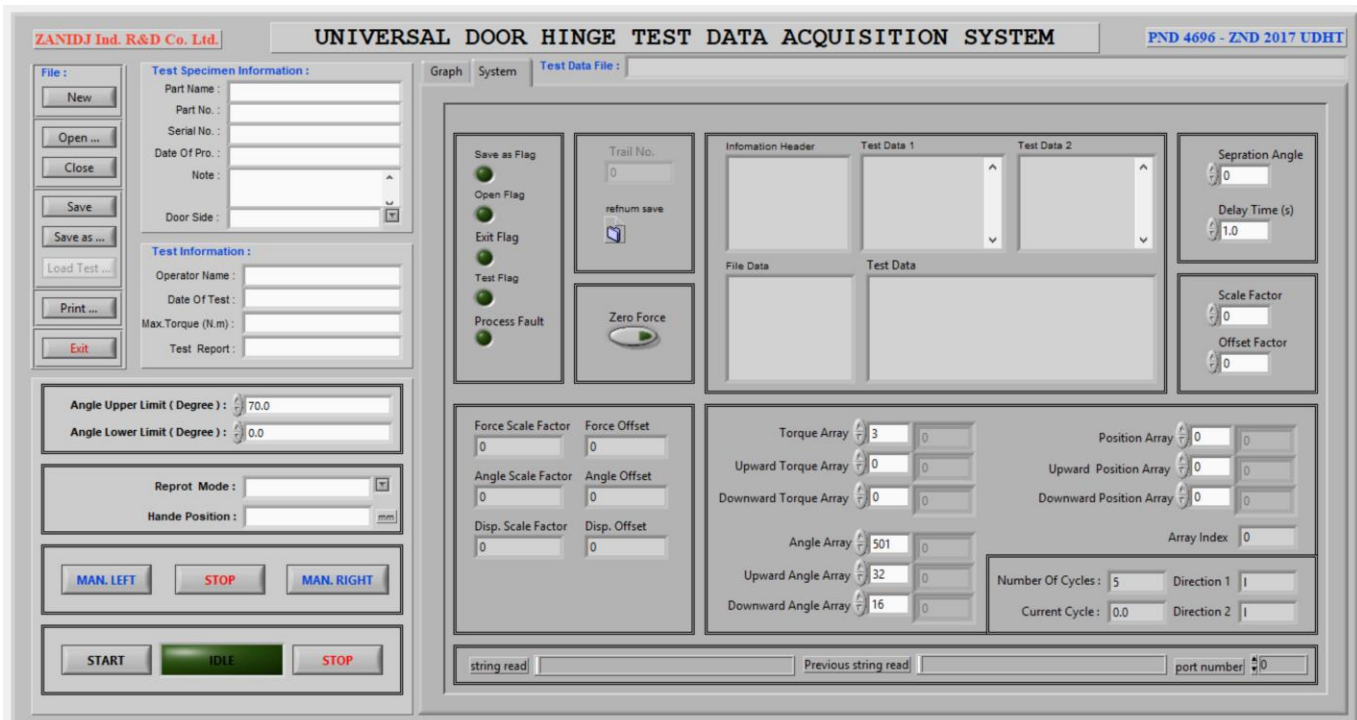 ZANIDJ Ind. R&D Co. Ltd.
UNIVERSAL DOOR HINGE TEST DATA ACQUISITION SYSTEM
PND 4696 - ZND 2017 UDHT
File :
New
Open ...
Close
Save
Save as ...
Load Test ...
Print ...
Exit
Test Specimen Information :
Part Name :
Part No. :
Serial No. :
Date Of Pro. :
Note :
Door Side :
Test Information :
Operator Name :
Date Of Test :
Max.Torque (N.m) :
Test Report :
Angle Upper Limit ( Degree ) : 70.0
Angle Lower Limit ( Degree ) : 0.0
Reprot Mode :
Hande Position : mm
MAN. LEFT STOP MAN. RIGHT
START IDLE STOP
Graph System Test Data File :
Save as Flag
Open Flag
Exit Flag
Test Flag
Process Fault
Trail No.
0
refnum save
Zero Force
Infomation Header Test Data 1 Test Data 2
File Data Test Data
Sepration Angle
0
Delay Time (s)
1.0
Scale Factor
0
Offset Factor
0
Force Scale Factor Force Offset
0 0
Angle Scale Factor Angle Offset
0 0
Disp. Scale Factor Disp. Offset
0 0
Torque Array 3 0
Upward Torque Array 0 0
Downward Torque Array 0 0
Angle Array 501 0
Upward Angle Array 32 0
Downward Angle Array 16 0
Position Array 0 0
Upward Position Array 0 0
Downward Position Array 0 0
Array Index 0
Number Of Cycles : 5 Direction 1 I
Current Cycle : 0.0 Direction 2 I
string read Previous string read port number 0